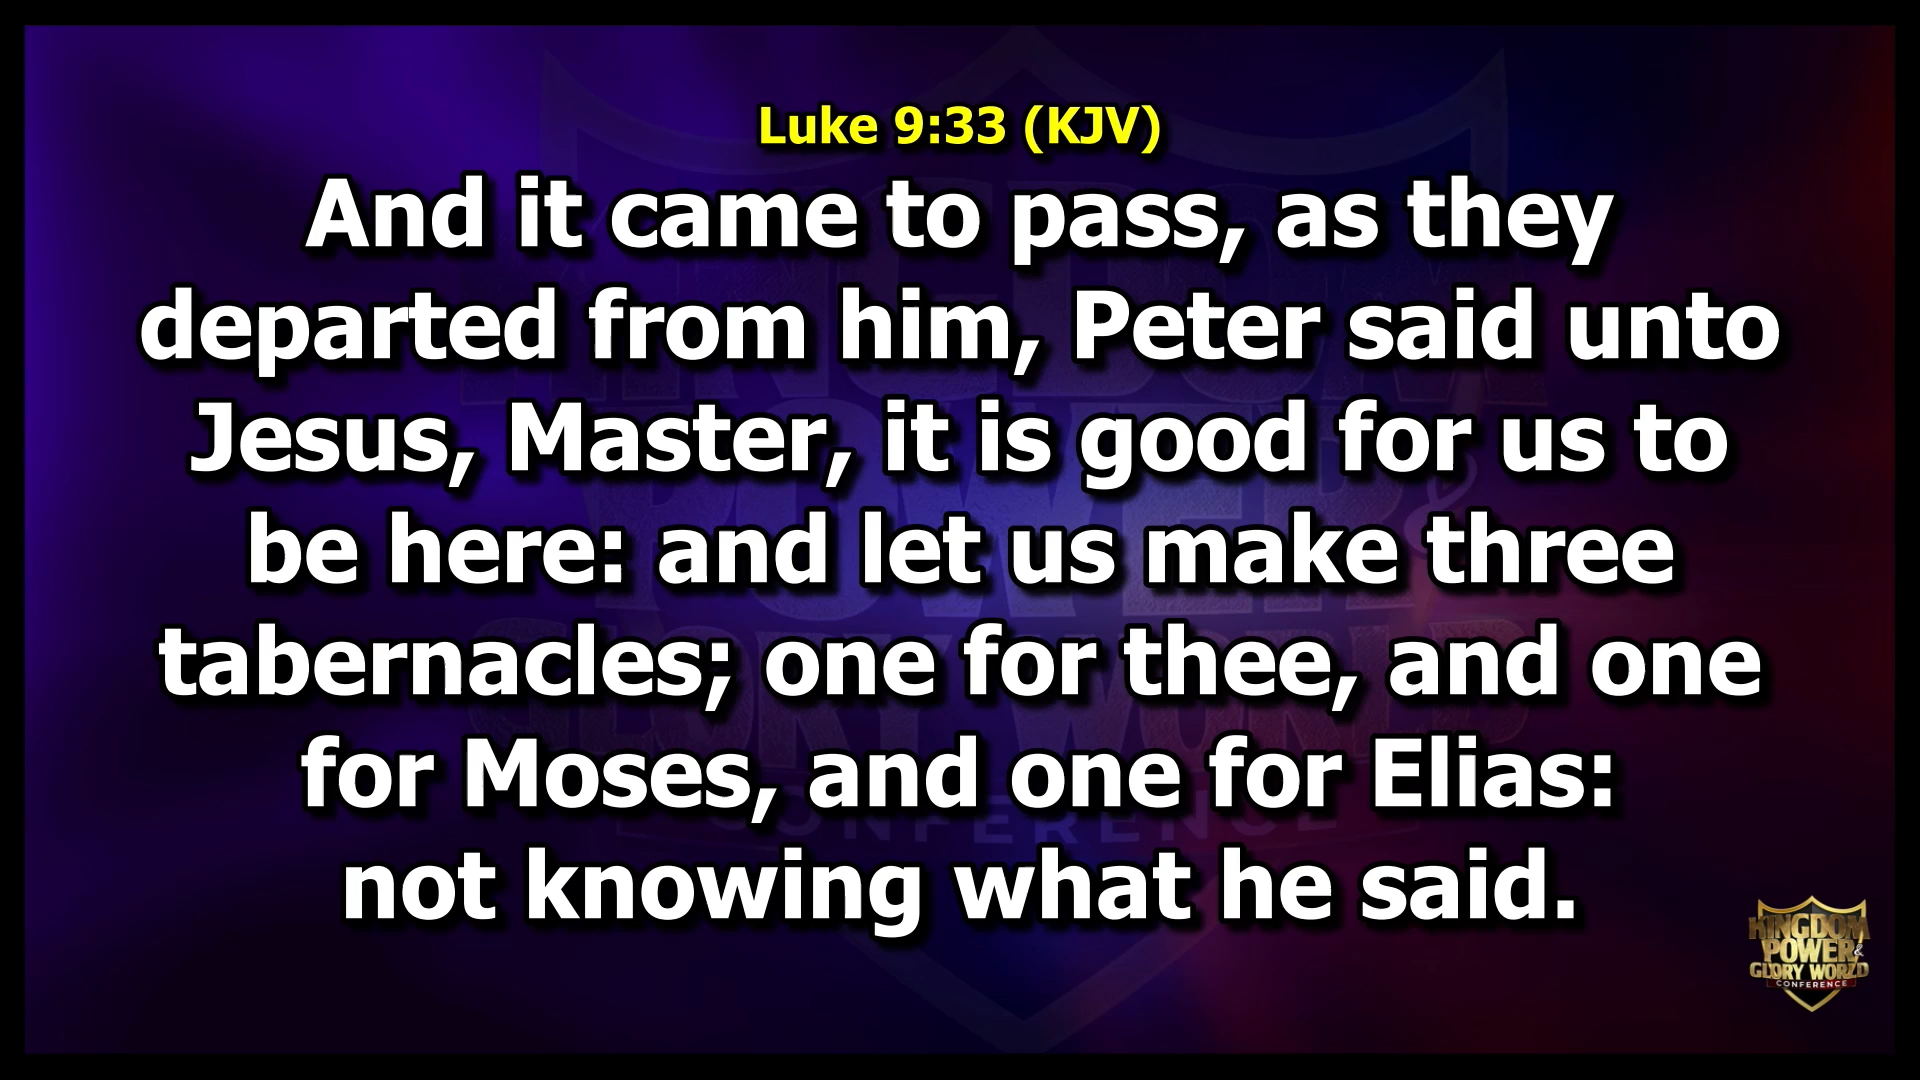 Luke 9:33 (KJV)
And it came to pass, as they
departed from him, Peter said unto
Jesus, Master, it is good for us to
be here: and let us make three
tabernacles; one for thee, and one
for Moses, and one for Elias:
not knowing what he said.
KINGDOM
POWER &
GLORY WORLD
CONFERENCE